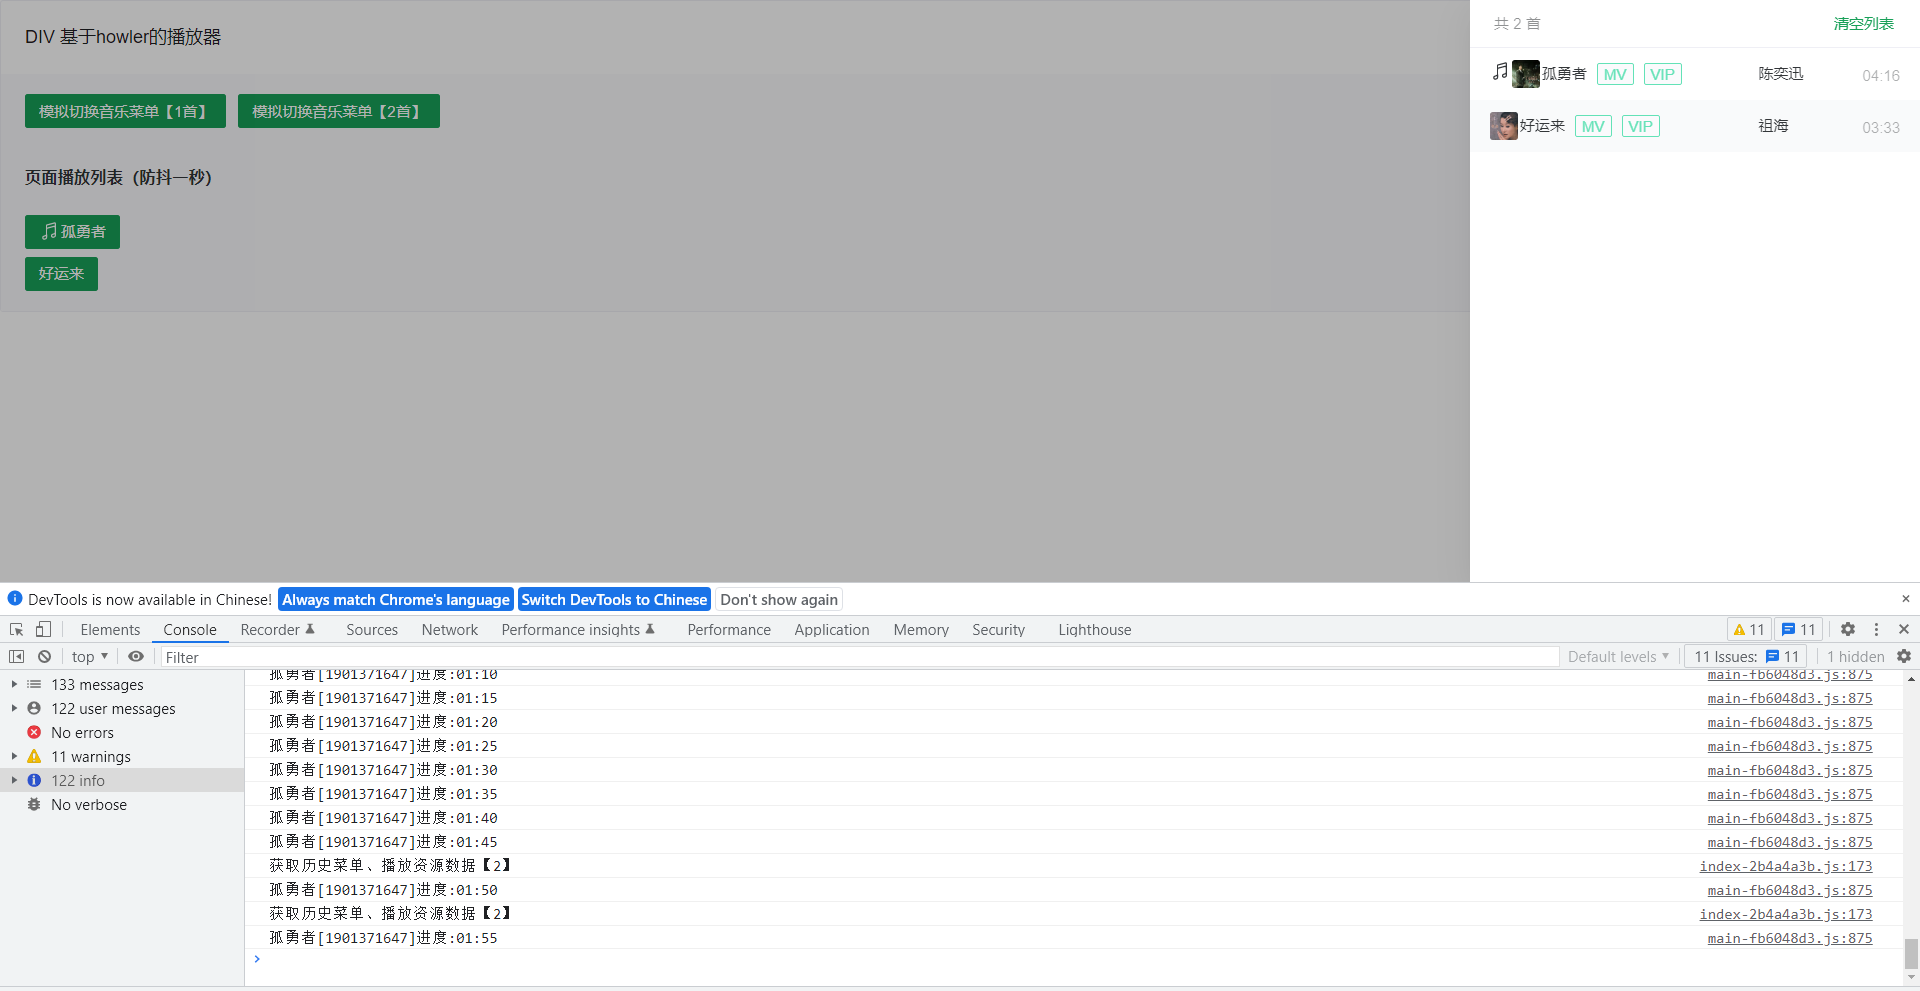 DIV 基于howler的播放器
模拟切换音乐菜单【1首】 模拟切换音乐菜单【2首】
页面播放列表（防抖一秒）
孤勇者
好运来
共 2 首 清空列表
孤勇者 MV VIP 陈奕迅 04:16
好运来 MV VIP 祖海 03:33
DevTools is now available in Chinese! Always match Chrome's language Switch DevTools to Chinese Don't show again ×
Elements Console Recorder Sources Network Performance insights Performance Application Memory Security Lighthouse 11 11
top Filter Default levels 11 Issues: 11 1 hidden
133 messages
122 user messages
No errors
11 warnings
122 info
No verbose
孤勇者[1901371647]进度:01:10 main-fb6048d3.js:875
孤勇者[1901371647]进度:01:15 main-fb6048d3.js:875
孤勇者[1901371647]进度:01:20 main-fb6048d3.js:875
孤勇者[1901371647]进度:01:25 main-fb6048d3.js:875
孤勇者[1901371647]进度:01:30 main-fb6048d3.js:875
孤勇者[1901371647]进度:01:35 main-fb6048d3.js:875
孤勇者[1901371647]进度:01:40 main-fb6048d3.js:875
孤勇者[1901371647]进度:01:45 main-fb6048d3.js:875
获取历史菜单、播放资源数据【2】 index-2b4a4a3b.js:173
孤勇者[1901371647]进度:01:50 main-fb6048d3.js:875
获取历史菜单、播放资源数据【2】 index-2b4a4a3b.js:173
孤勇者[1901371647]进度:01:55 main-fb6048d3.js:875